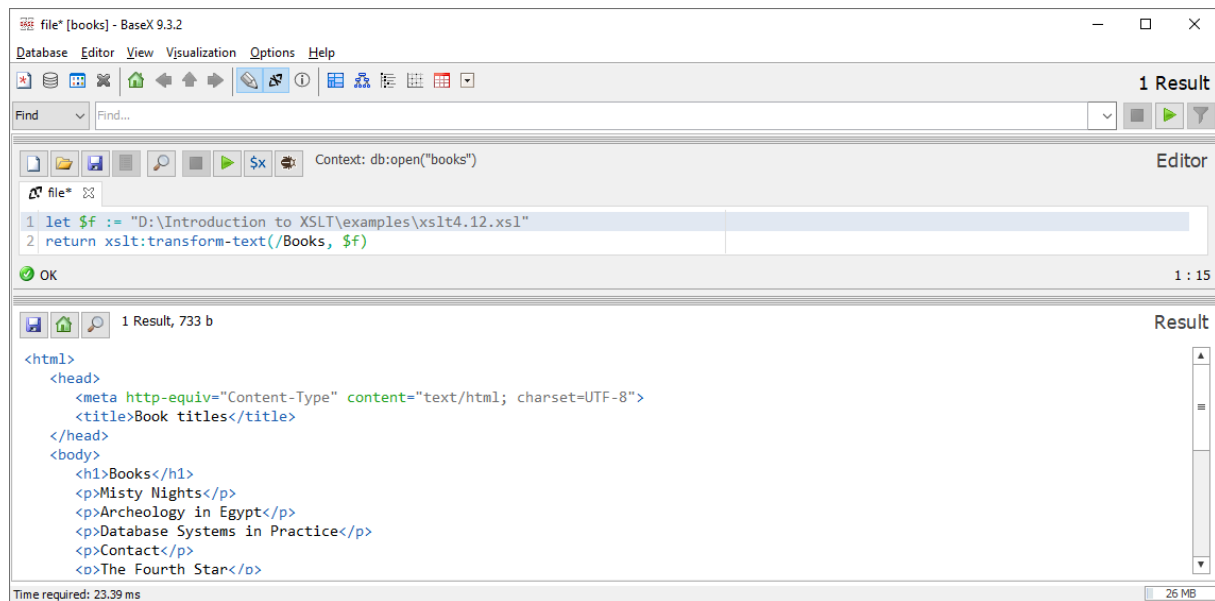 file* [books] - BaseX 9.3.2
Database Editor View Visualization Options Help
1 Result
Find Find...
Context: db:open("books") Editor
file*
1 let $f := "D:\Introduction to XSLT\examples\xslt4.12.xsl"
2 return xslt:transform-text(/Books, $f)
OK 1 : 15
1 Result, 733 b Result
<html>
<head>
<meta http-equiv="Content-Type" content="text/html; charset=UTF-8">
<title>Book titles</title>
</head>
<body>
<h1>Books</h1>
<p>Misty Nights</p>
<p>Archeology in Egypt</p>
<p>Database Systems in Practice</p>
<p>Contact</p>
<p>The Fourth Star</p>
Time required: 23.39 ms 26 MB